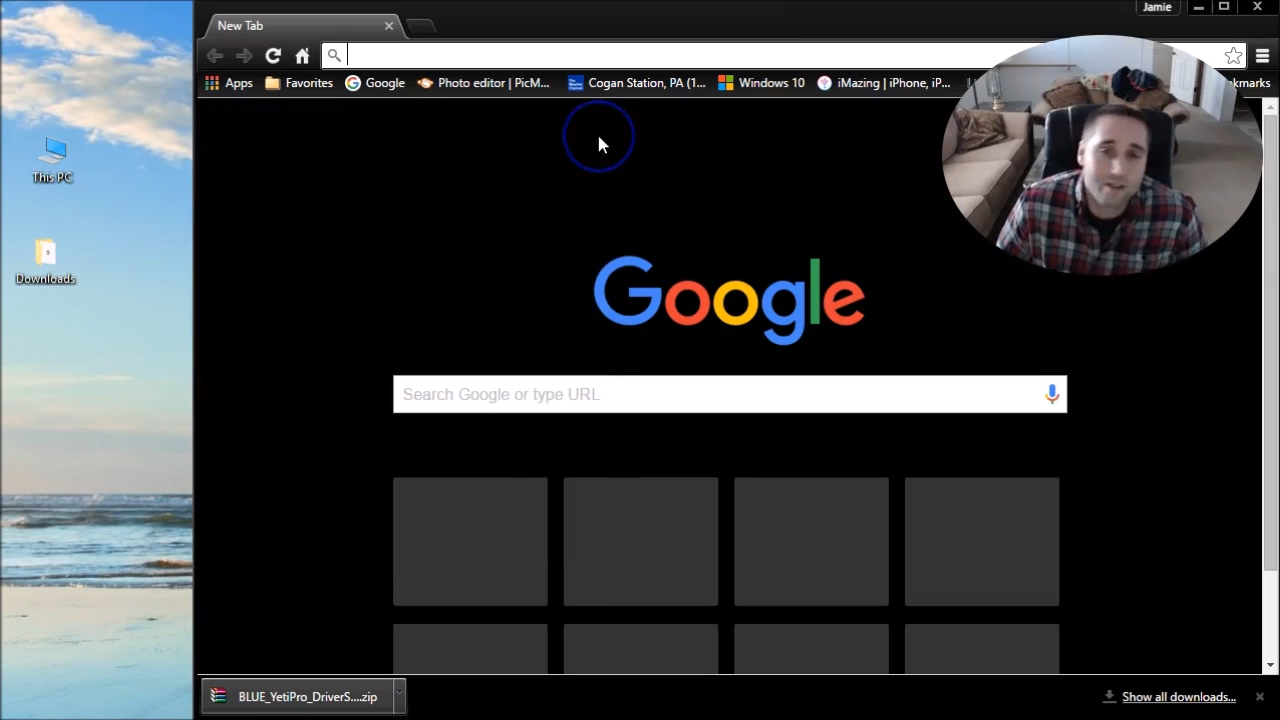 Jamie
New Tab
Apps Favorites Google Photo editor | PicM... Cogan Station, PA (1... Windows 10 iMazing | iPhone, iP... kmarks
This PC
Downloads
Google
Search Google or type URL
BLUE_YetiPro_DriverS....zip
Show all downloads...